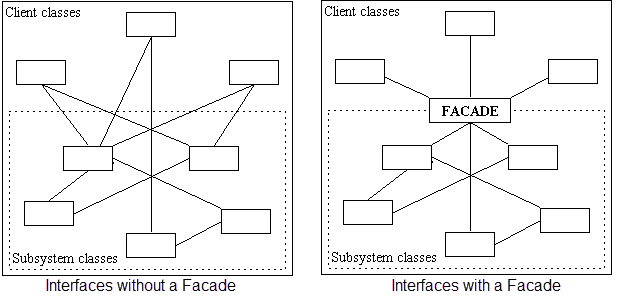 Client classes
Subsystem classes
Interfaces without a Facade
Client classes
FACADE
Subsystem classes
Interfaces with a Facade